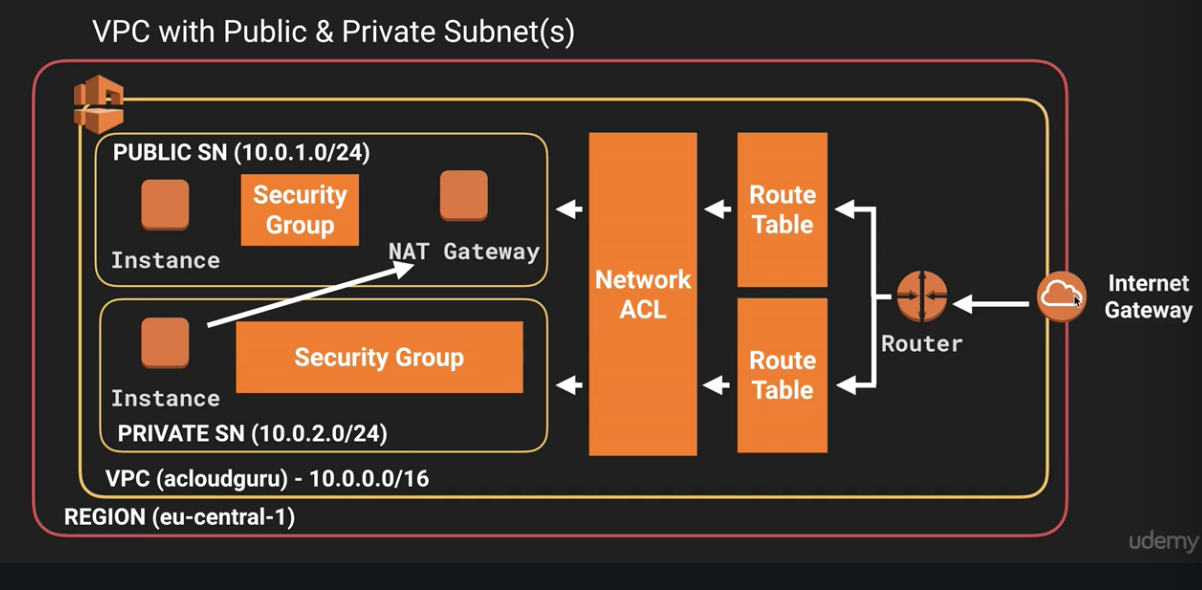 VPC with Public & Private Subnet(s)
PUBLIC SN (10.0.1.0/24)
Instance
Security
Group
NAT Gateway
Instance
Security Group
PRIVATE SN (10.0.2.0/24)
Network
ACL
Route
Table
Route
Table
Router
Internet
Gateway
VPC (acloudguru) - 10.0.0.0/16
REGION (eu-central-1)
udemy